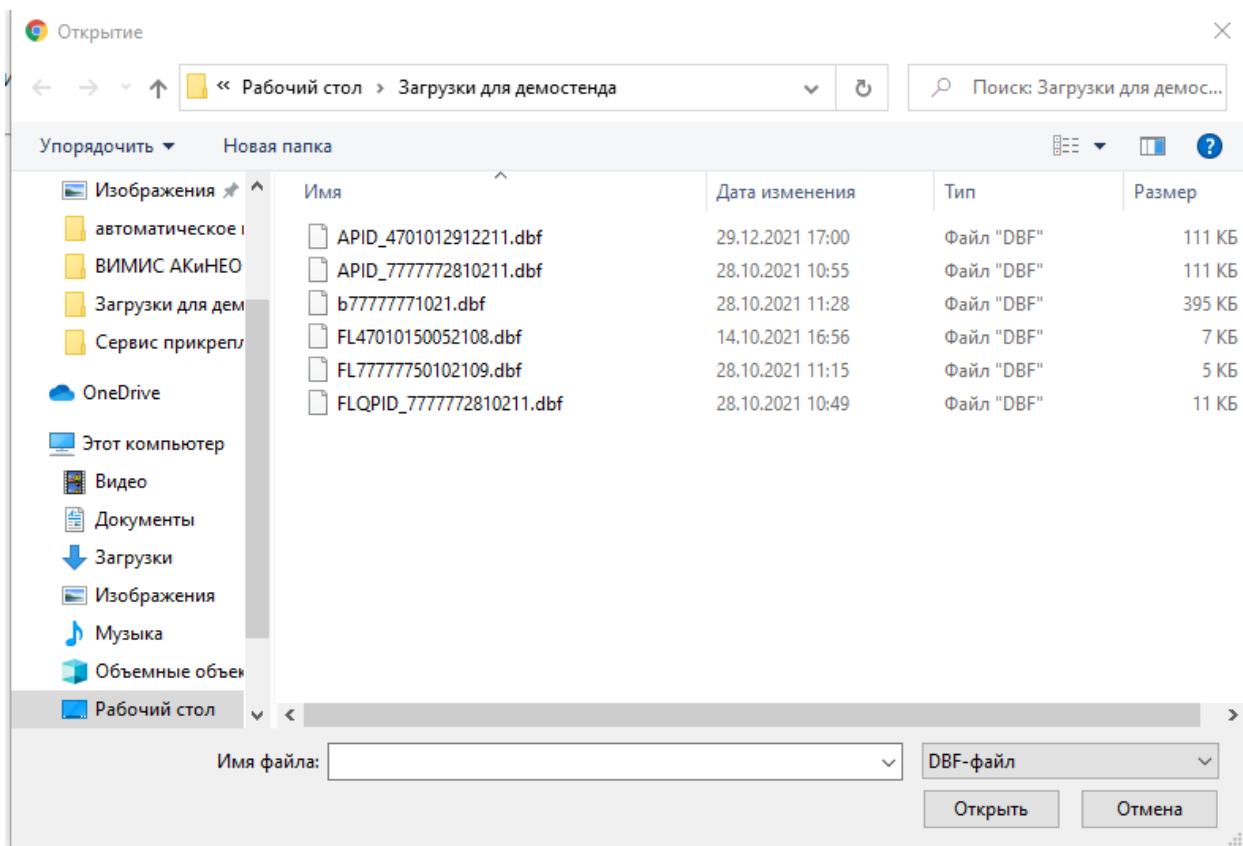 Открытие
« Рабочий стол › Загрузки для демостенда
Поиск: Загрузки для демос...
Упорядочить Новая папка
?
Изображения
автоматическое
ВИМИС АКиНЕО
Загрузки для дем
Сервис прикрепл
OneDrive
Этот компьютер
Видео
Документы
Загрузки
Изображения
Музыка
Объемные объек
Рабочий стол
Имя Дата изменения Тип Размер
APID_4701012912211.dbf 29.12.2021 17:00 Файл "DBF" 111 КБ
APID_7777772810211.dbf 28.10.2021 10:55 Файл "DBF" 111 КБ
b77777771021.dbf 28.10.2021 11:28 Файл "DBF" 395 КБ
FL47010150052108.dbf 14.10.2021 16:56 Файл "DBF" 7 КБ
FL77777750102109.dbf 28.10.2021 11:15 Файл "DBF" 5 КБ
FLQPID_7777772810211.dbf 28.10.2021 10:49 Файл "DBF" 11 КБ
Имя файла:
DBF-файл
Открыть Отмена